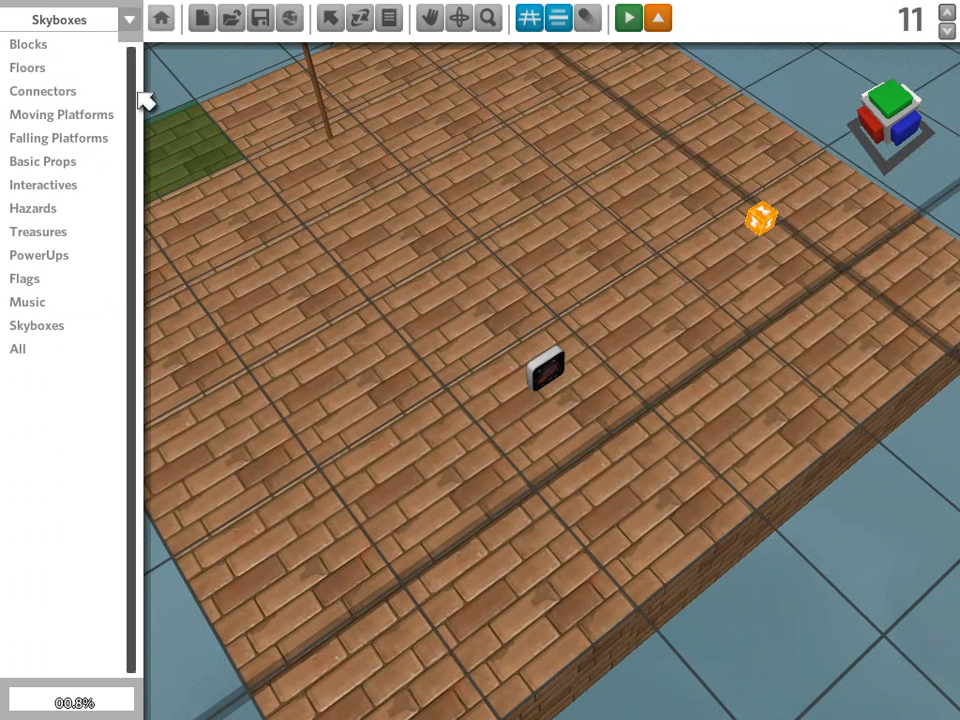 Skyboxes
11
Blocks
Floors
Connectors
Moving Platforms
Falling Platforms
Basic Props
Interactives
Hazards
Treasures
PowerUps
Flags
Music
Skyboxes
All
00.8%